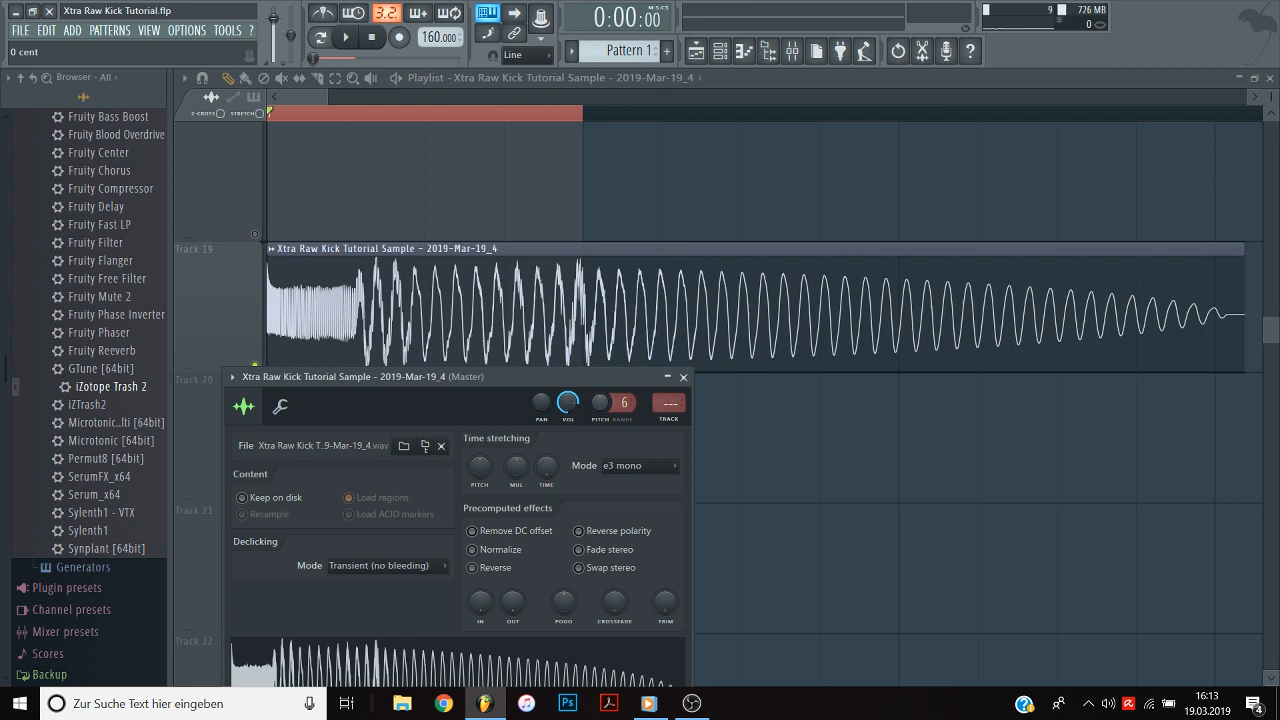 Xtra Raw Kick Tutorial.flp
FILE EDIT ADD PATTERNS VIEW OPTIONS TOOLS ?
0 cent
3.2
160.000
0:00:00
M:S:CS
9
776 MB
0
Line
Pattern 1
Browser - All
Playlist - Xtra Raw Kick Tutorial Sample - 2019-Mar-19_4
Z-CROSS
STRETCH
Fruity Bass Boost
Fruity Blood Overdrive
Fruity Center
Fruity Chorus
Fruity Compressor
Fruity Delay
Fruity Fast LP
Fruity Filter
Fruity Flanger
Fruity Free Filter
Fruity Mute 2
Fruity Phase Inverter
Fruity Phaser
Fruity Reeverb
GTune [64bit]
iZotope Trash 2
iZTrash2
Microtonic..lti [64bit]
Microtonic [64bit]
Permut8 [64bit]
SerumFX_x64
Serum_x64
Sylenth1 - VTX
Sylenth1
Synplant [64bit]
Generators
Plugin presets
Channel presets
Mixer presets
Scores
Backup
Track 19
Xtra Raw Kick Tutorial Sample - 2019-Mar-19_4
Track 20
Track 21
Track 22
Xtra Raw Kick Tutorial Sample - 2019-Mar-19_4 (Master)
6
---
PAN
VOL
PITCH
RANGE
TRACK
File
Xtra Raw Kick T..9-Mar-19_4.wav
Content
Keep on disk
Load regions
Resample
Load ACID markers
Declicking
Mode
Transient (no bleeding)
Time stretching
PITCH
MUL
TIME
Mode
e3 mono
Precomputed effects
Remove DC offset
Reverse polarity
Normalize
Fade stereo
Reverse
Swap stereo
IN
OUT
POGO
CROSSFADE
TRIM
Zur Suche Text hier eingeben
Ps
16:13
19.03.2019